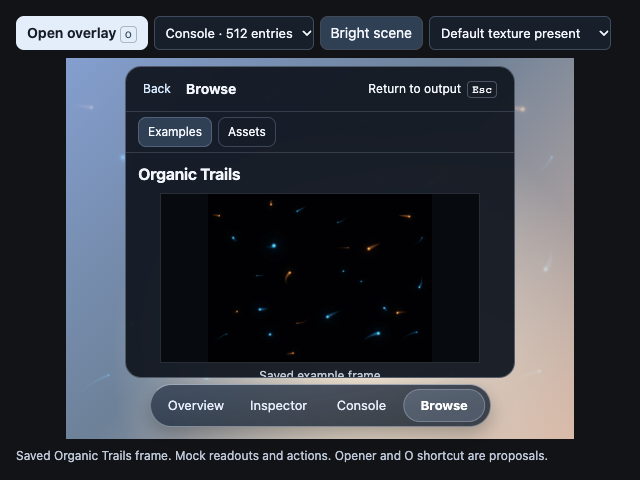 Open overlay o Console · 512 entries Bright scene Default texture present
Back Browse Return to output Esc
Examples Assets
Organic Trails
Saved example frame
Overview Inspector Console Browse
Saved Organic Trails frame. Mock readouts and actions. Opener and O shortcut are proposals.